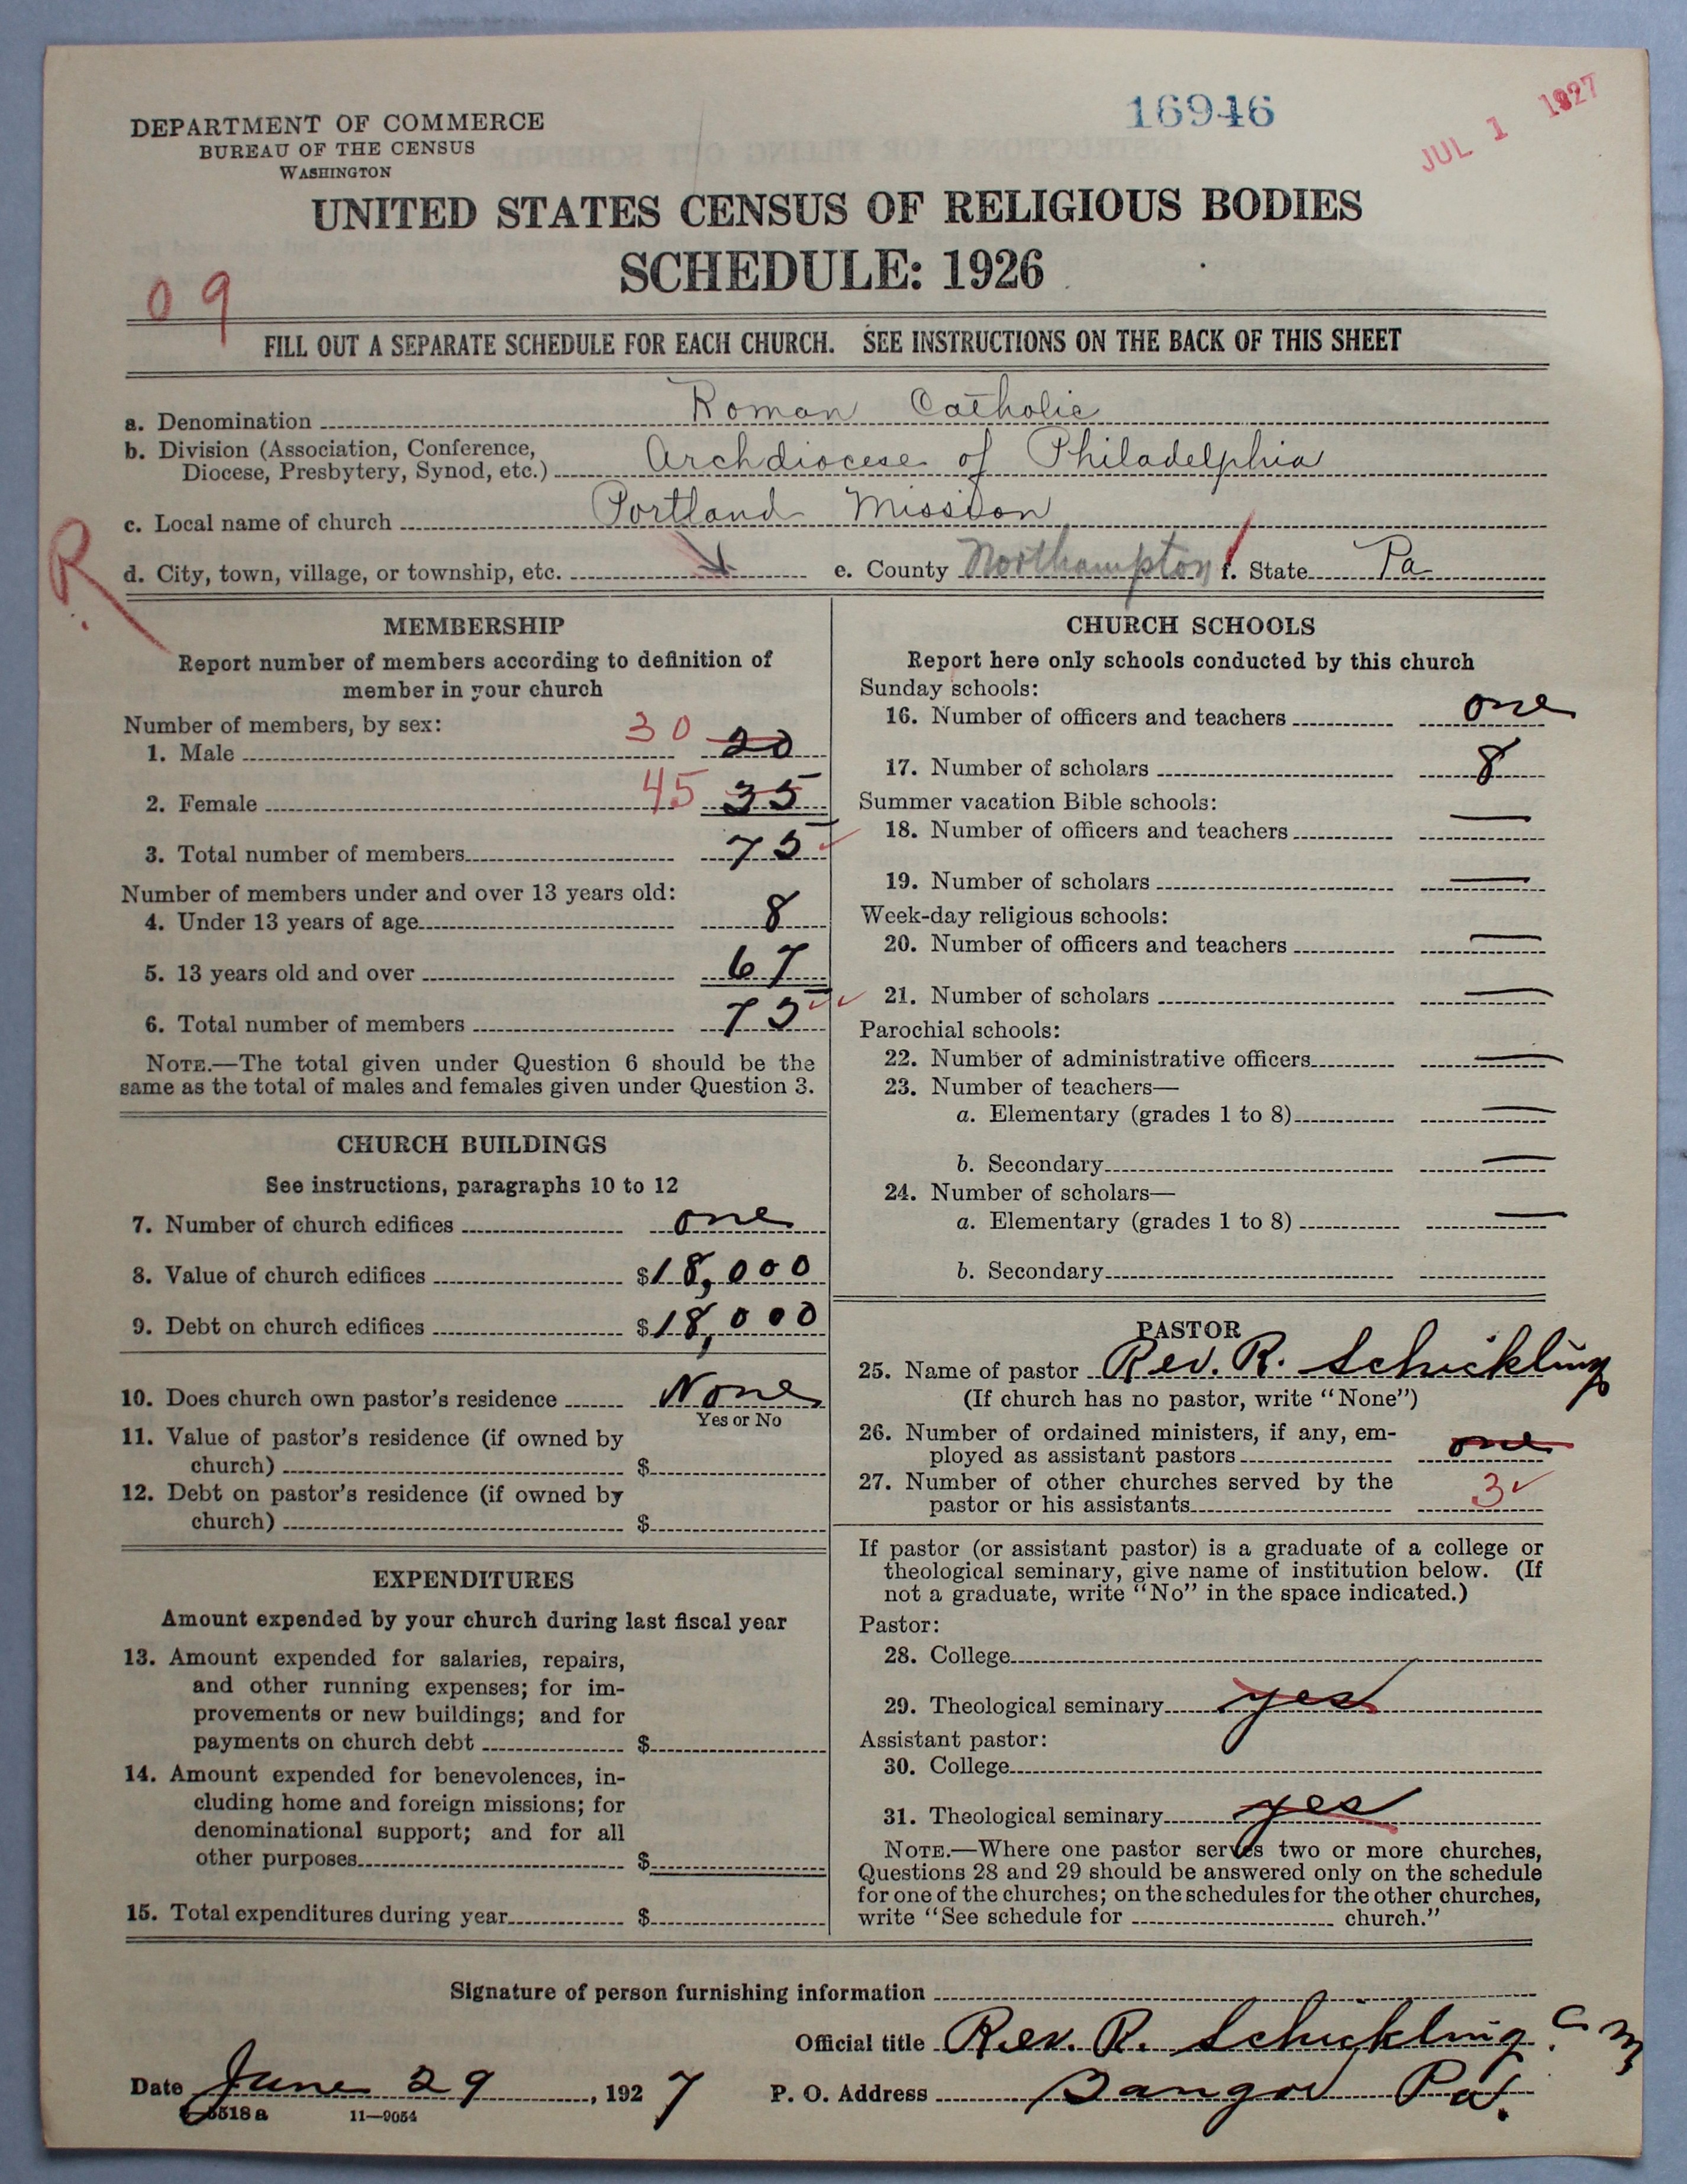 16946
JUL 1 1927
DEPARTMENT OF COMMERCE
BUREAU OF THE CENSUS
WASHINGTON
UNITED STATES CENSUS OF RELIGIOUS BODIES
SCHEDULE: 1926
09
FILL OUT A SEPARATE SCHEDULE FOR EACH CHURCH. SEE INSTRUCTIONS ON THE BACK OF THIS SHEET
a. Denomination Roman Catholic
b. Division (Association, Conference,
Diocese, Presbytery, Synod, etc.) Archdiocese of Philadelphia
c. Local name of church Portland Mission
R
d. City, town, village, or township, etc. e. County Northampton f. State Pa
MEMBERSHIP
Report number of members according to definition of
member in your church
Number of members, by sex:
1. Male 30 20
2. Female 45 35
3. Total number of members 75
Number of members under and over 13 years old:
4. Under 13 years of age 8
5. 13 years old and over 67
6. Total number of members 75
NOTE.—The total given under Question 6 should be the
same as the total of males and females given under Question 3.
CHURCH BUILDINGS
See instructions, paragraphs 10 to 12
7. Number of church edifices one
8. Value of church edifices $18,000
9. Debt on church edifices $18,000
10. Does church own pastor's residence None
Yes or No
11. Value of pastor's residence (if owned by
church) $
12. Debt on pastor's residence (if owned by
church) $
EXPENDITURES
Amount expended by your church during last fiscal year
13. Amount expended for salaries, repairs,
and other running expenses; for im-
provements or new buildings; and for
payments on church debt $
14. Amount expended for benevolences, in-
cluding home and foreign missions; for
denominational support; and for all
other purposes $
15. Total expenditures during year $
CHURCH SCHOOLS
Report here only schools conducted by this church
Sunday schools:
16. Number of officers and teachers one
17. Number of scholars 8
Summer vacation Bible schools:
18. Number of officers and teachers —
19. Number of scholars —
Week-day religious schools:
20. Number of officers and teachers —
21. Number of scholars —
Parochial schools:
22. Number of administrative officers —
23. Number of teachers—
a. Elementary (grades 1 to 8) —
b. Secondary —
24. Number of scholars—
a. Elementary (grades 1 to 8) —
b. Secondary
PASTOR
25. Name of pastor Rev. R. Schickling
(If church has no pastor, write "None")
26. Number of ordained ministers, if any, em-
ployed as assistant pastors one
27. Number of other churches served by the
pastor or his assistants 3
If pastor (or assistant pastor) is a graduate of a college or
theological seminary, give name of institution below. (If
not a graduate, write "No" in the space indicated.)
Pastor:
28. College
29. Theological seminary yes
Assistant pastor:
30. College
31. Theological seminary yes
NOTE.—Where one pastor serves two or more churches,
Questions 28 and 29 should be answered only on the schedule
for one of the churches; on the schedules for the other churches,
write "See schedule for church."
Signature of person furnishing information
Official title Rev. R. Schickling C M
Date June 29, 1927 P. O. Address Bangor Pa.
5518 a 11—9054